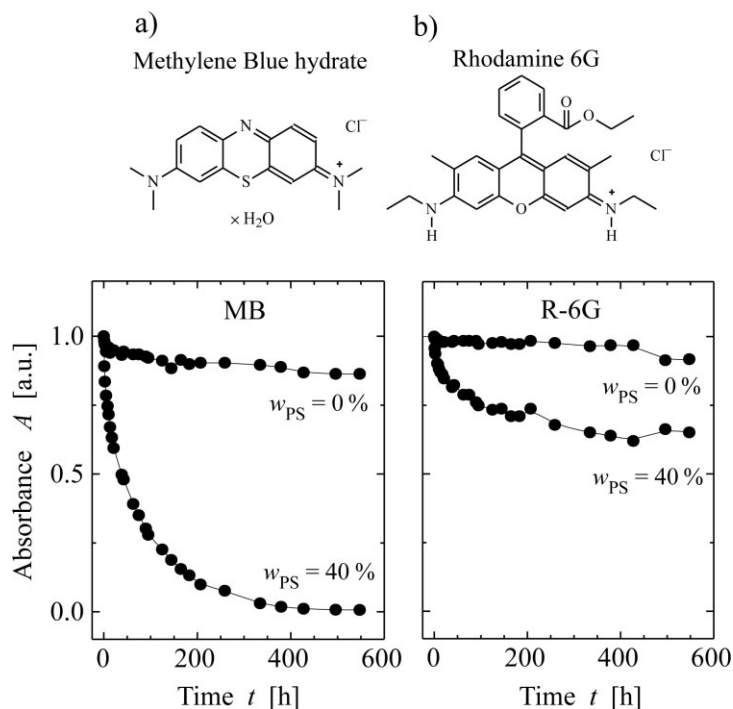 a)
Methylene Blue hydrate
N
Cl⁻
N
S
+
N
× H₂O
b)
Rhodamine 6G
O
O
Cl⁻
N
H
O
+
N
H
MB
Absorbance A [a.u.]
1.0
0.5
0.0
w_PS = 0 %
w_PS = 40 %
0 200 400 600
Time t [h]
R-6G
w_PS = 0 %
w_PS = 40 %
0 200 400 600
Time t [h]